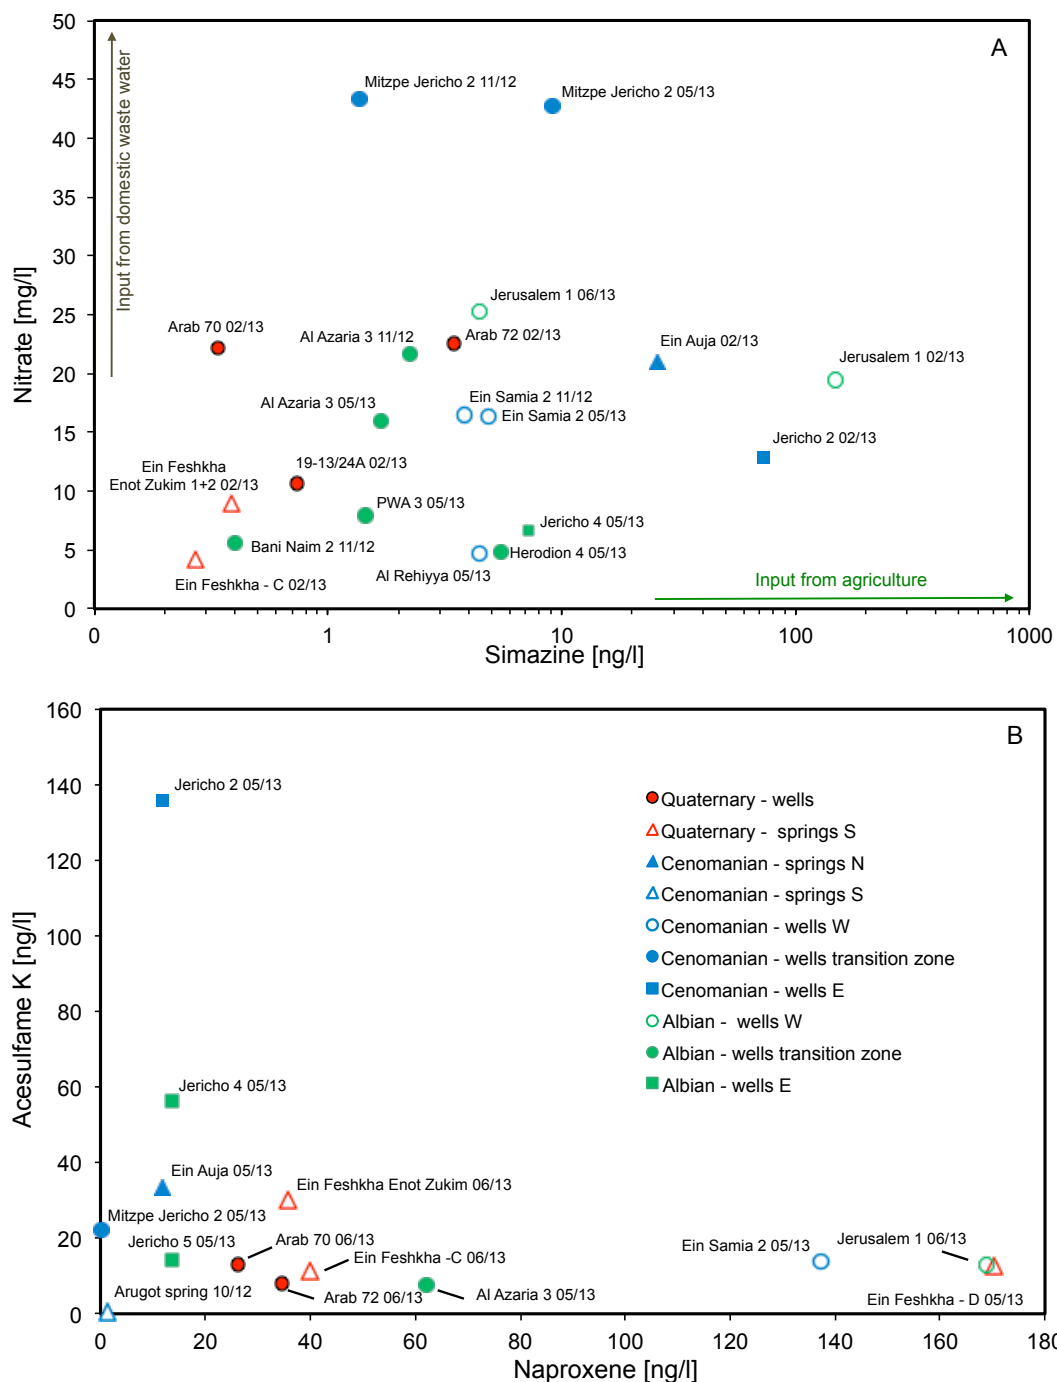 A
50
45
40
35
30
25
20
15
10
5
0
Nitrate [mg/l]
Input from domestic waste water
Mitzpe Jericho 2 11/12
Mitzpe Jericho 2 05/13
Jerusalem 1 06/13
Arab 70 02/13
Al Azaria 3 11/12
Arab 72 02/13
Ein Auja 02/13
Jerusalem 1 02/13
Al Azaria 3 05/13
Ein Samia 2 11/12
Ein Samia 2 05/13
Jericho 2 02/13
Ein Feshkha
Enot Zukim 1+2 02/13
19-13/24A 02/13
PWA 3 05/13
Jericho 4 05/13
Bani Naim 2 11/12
Herodion 4 05/13
Al Rehiyya 05/13
Ein Feshkha - C 02/13
Input from agriculture
0
1
10
100
1000
Simazine [ng/l]
B
160
140
120
100
80
60
40
20
0
Acesulfame K [ng/l]
Jericho 2 05/13
Quaternary - wells
Quaternary - springs S
Cenomanian - springs N
Cenomanian - springs S
Cenomanian - wells W
Cenomanian - wells transition zone
Cenomanian - wells E
Albian - wells W
Albian - wells transition zone
Albian - wells E
Jericho 4 05/13
Ein Auja 05/13
Ein Feshkha Enot Zukim 06/13
Mitzpe Jericho 2 05/13
Jericho 5 05/13
Arab 70 06/13
Ein Feshkha -C 06/13
Ein Samia 2 05/13
Jerusalem 1 06/13
Arugot spring 10/12
Arab 72 06/13
Al Azaria 3 05/13
Ein Feshkha - D 05/13
0
20
40
60
80
100
120
140
160
180
Naproxene [ng/l]